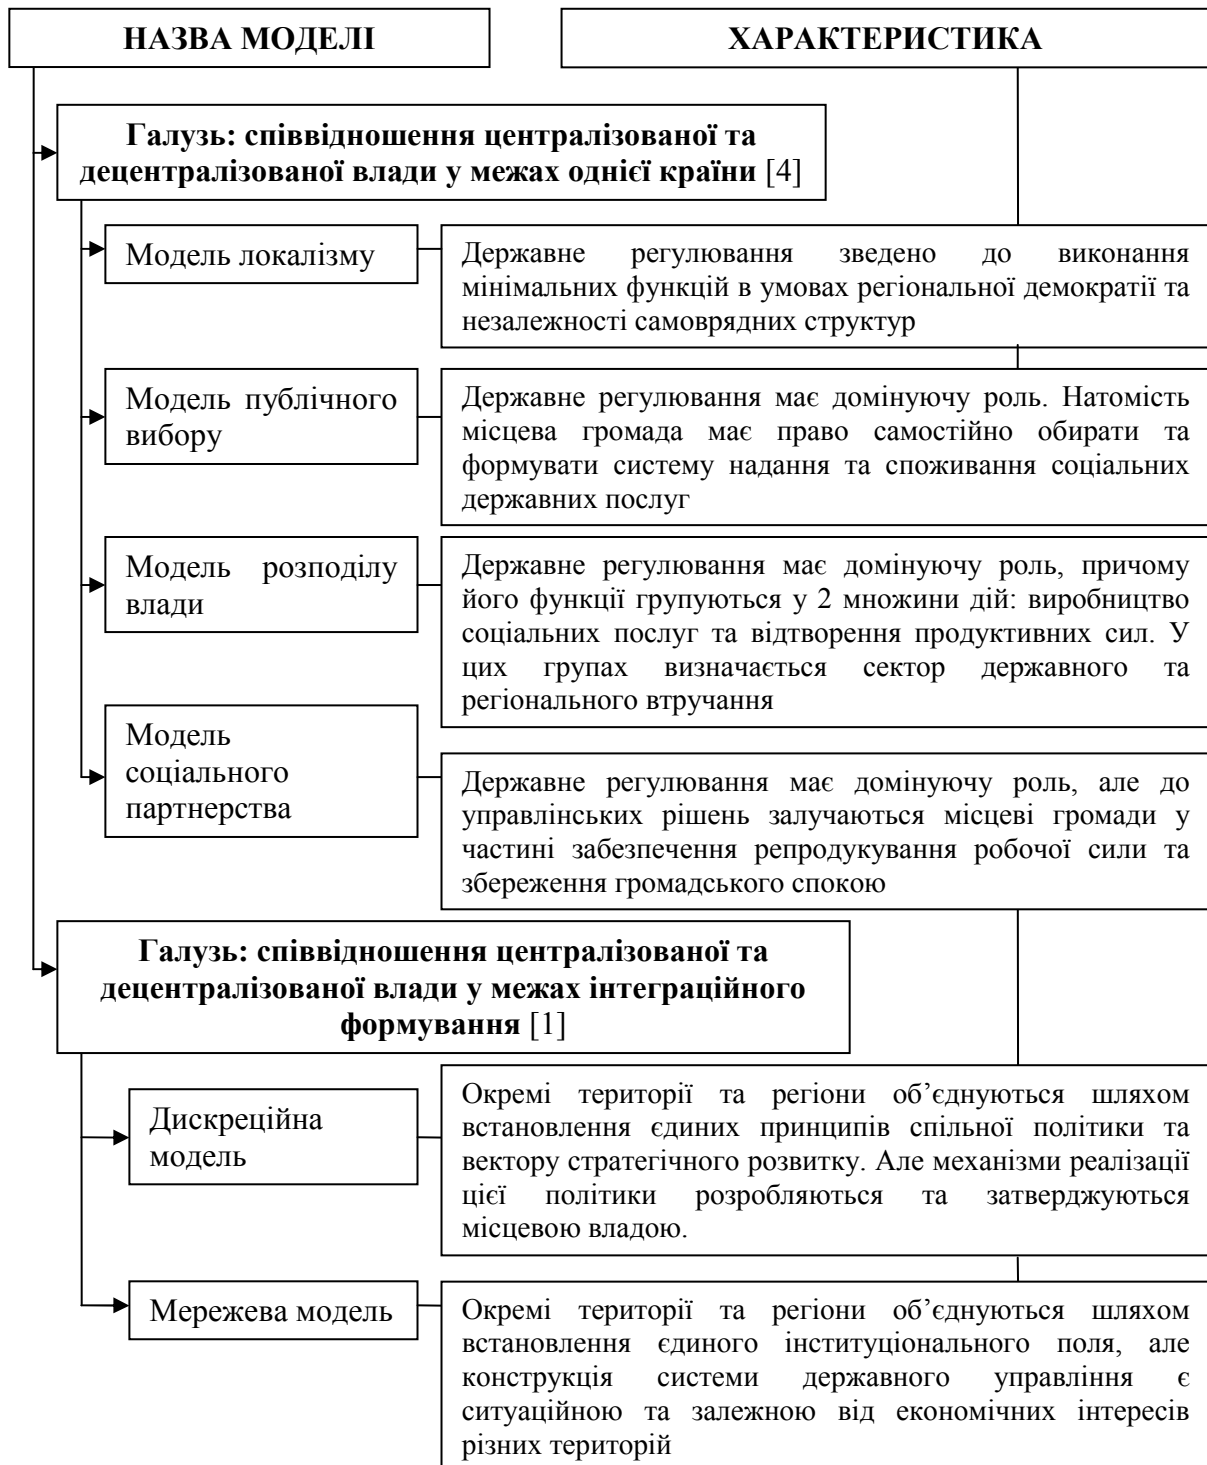 НАЗВА МОДЕЛІ
ХАРАКТЕРИСТИКА
Галузь: співвідношення централізованої та
децентралізованої влади у межах однієї країни [4]
Модель локалізму
Державне регулювання зведено до виконання
мінімальних функцій в умовах регіональної демократії та
незалежності самоврядних структур
Модель публічного
вибору
Державне регулювання має домінуючу роль. Натомість
місцева громада має право самостійно обирати та
формувати систему надання та споживання соціальних
державних послуг
Модель розподілу
влади
Державне регулювання має домінуючу роль, причому
його функції групуються у 2 множини дій: виробництво
соціальних послуг та відтворення продуктивних сил. У
цих групах визначається сектор державного та
регіонального втручання
Модель
соціального
партнерства
Державне регулювання має домінуючу роль, але до
управлінських рішень залучаються місцеві громади у
частині забезпечення репродукування робочої сили та
збереження громадського спокою
Галузь: співвідношення централізованої та
децентралізованої влади у межах інтеграційного
формування [1]
Дискреційна
модель
Окремі території та регіони об’єднуються шляхом
встановлення єдиних принципів спільної політики та
вектору стратегічного розвитку. Але механізми реалізації
цієї політики розробляються та затверджуються
місцевою владою.
Мережева модель
Окремі території та регіони об’єднуються шляхом
встановлення єдиного інституціонального поля, але
конструкція системи державного управління є
ситуаційною та залежною від економічних інтересів
різних територій